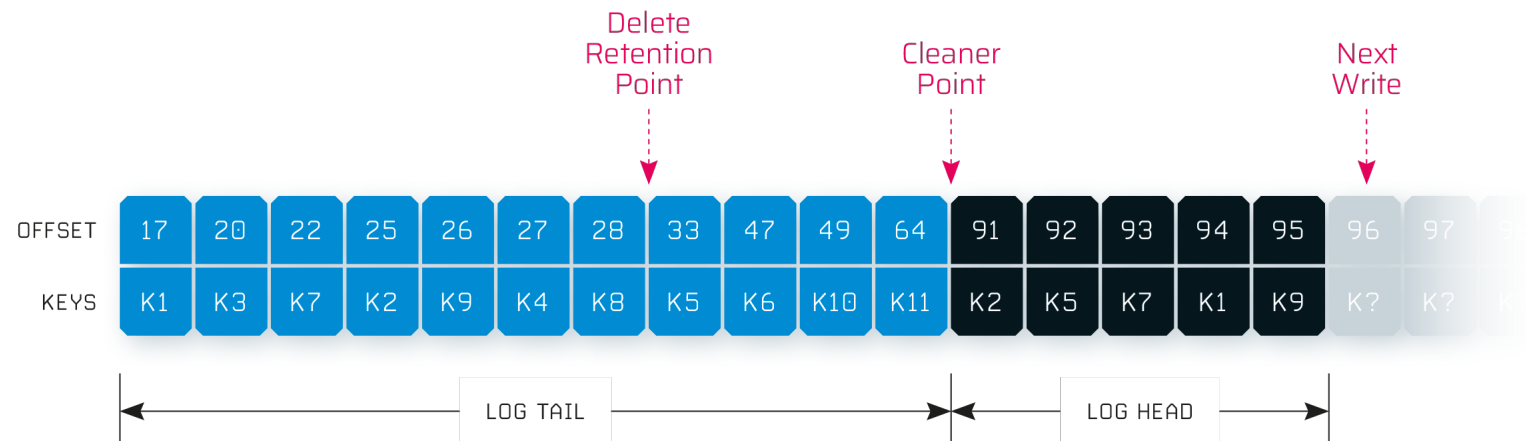 Delete
Retention
Point
Cleaner
Point
Next
Write
OFFSET 17 20 22 25 26 27 28 33 47 49 64 91 92 93 94 95 96 97
KEYS K1 K3 K7 K2 K9 K4 K8 K5 K6 K10 K11 K2 K5 K7 K1 K9 K? K?
LOG TAIL LOG HEAD